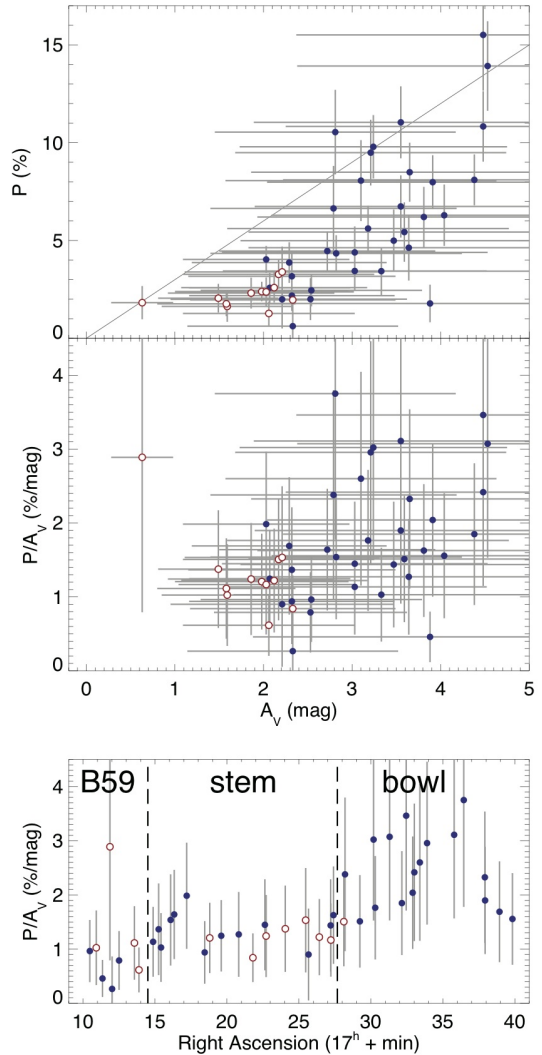 15
10
5
0
P (%)
4
3
2
1
0
P/A_V (%/mag)
0 1 2 3 4 5
A_V (mag)
B59 stem bowl
4
3
2
1
0
P/A_V (%/mag)
10 15 20 25 30 35 40
Right Ascension (17^h + min)